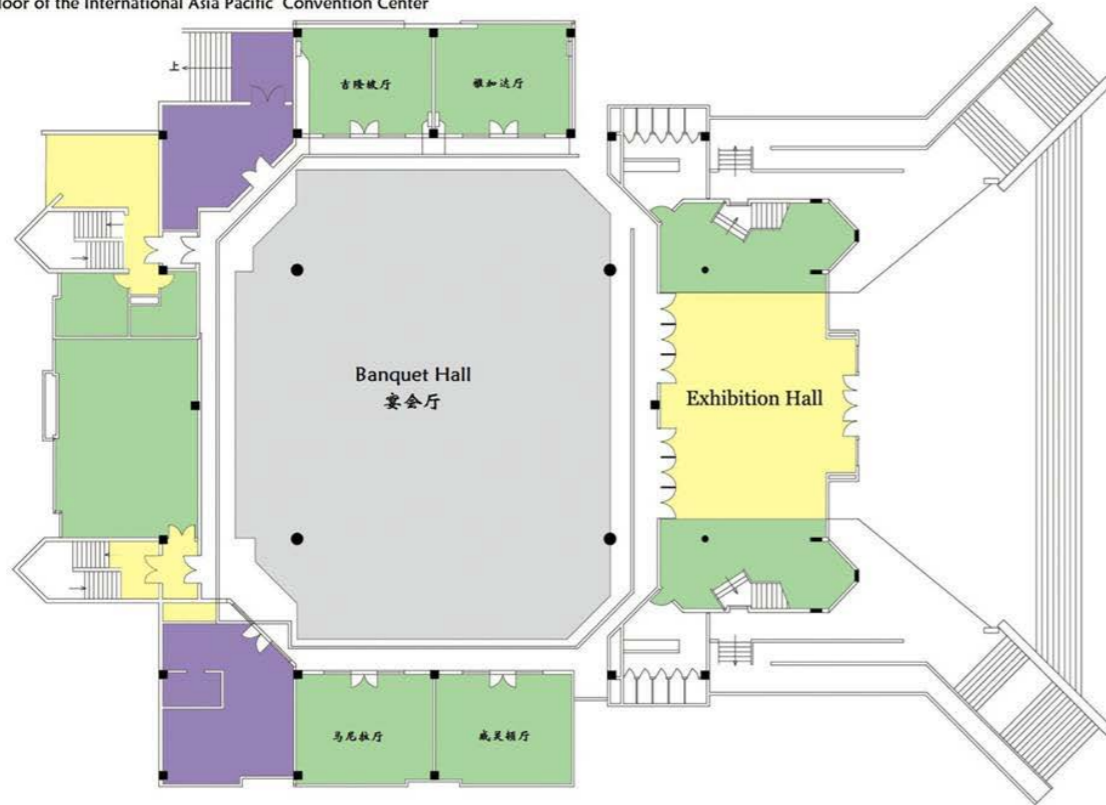 loor of the International Asia Pacific Convention Center
上
吉隆坡厅
雅加达厅
Banquet Hall
宴会厅
Exhibition Hall
马尼拉厅
威灵顿厅